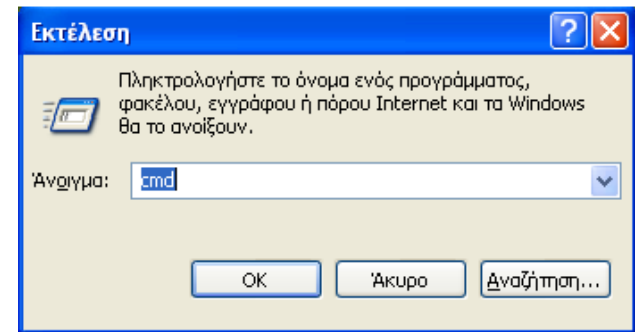 Εκτέλεση
Πληκτρολογήστε το όνομα ενός προγράμματος,
φακέλου, εγγράφου ή πόρου Internet και τα Windows
θα το ανοίξουν.
Άνοιγμα: cmd
OK Άκυρο Αναζήτηση...